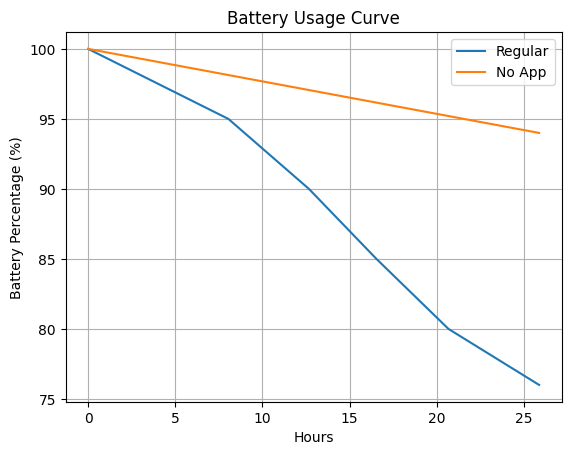 Battery Usage Curve
Regular
No App
Battery Percentage (%)
100
95
90
85
80
75
0 5 10 15 20 25
Hours